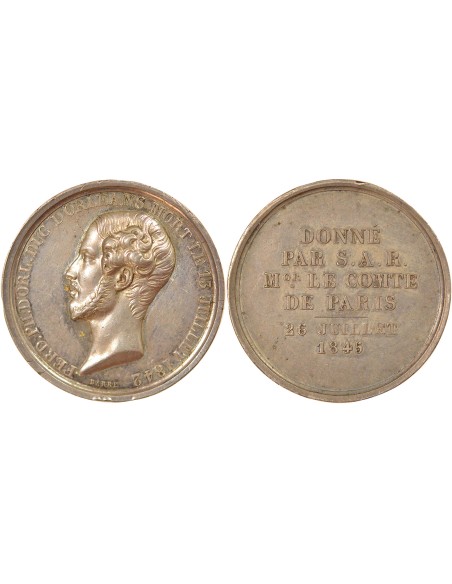 FERD. PH. D'ORL. DUC D'ORLEANS MORT LE 13 JUILLET 1842
BARRE
DONNÉ
PAR S.A.R.
MGR LE COMTE
DE PARIS
26 JUILLET
1845